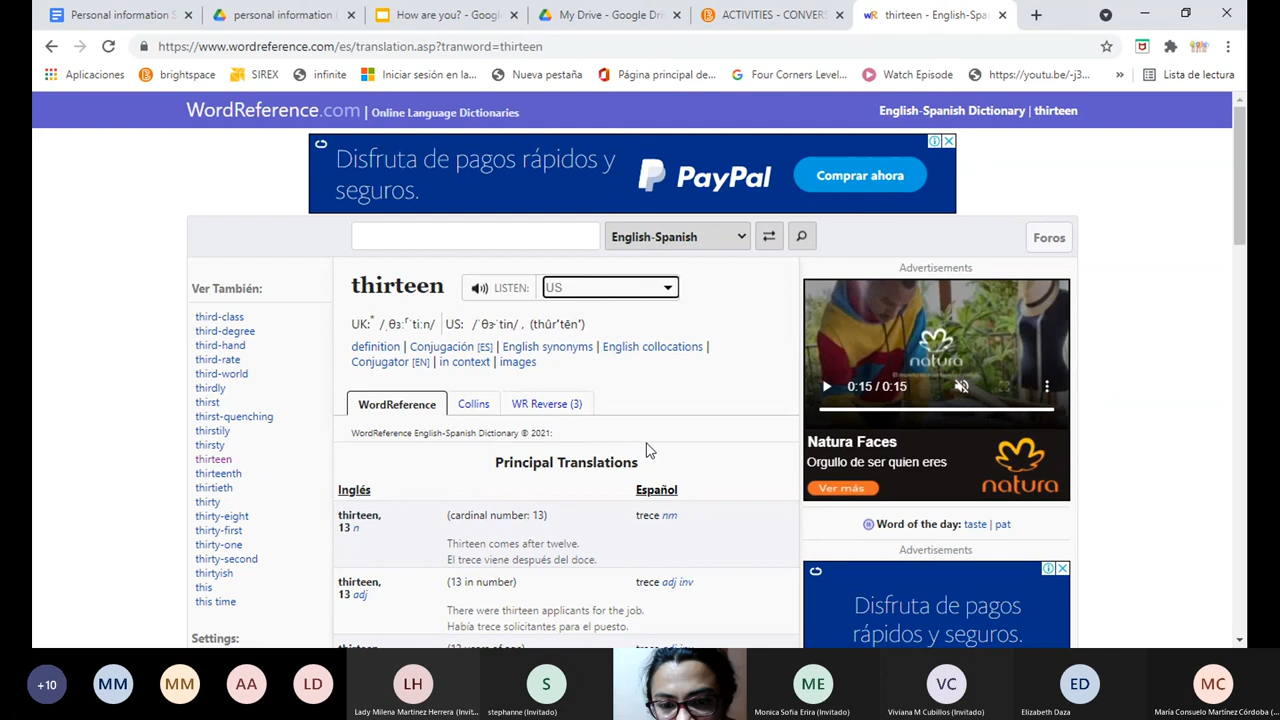 Personal information S
personal information (
How are you? - Googl
My Drive - Google Dri
ACTIVITIES - CONVERS
thirteen - English-Spa
https://www.wordreference.com/es/translation.asp?tranword=thirteen
Aplicaciones
brightspace
SIREX
infinite
Iniciar sesión en la...
Nueva pestaña
Página principal de...
Four Corners Level...
Watch Episode
https://youtu.be/-j3...
»
Lista de lectura
WordReference.com | Online Language Dictionaries
English-Spanish Dictionary | thirteen
Disfruta de pagos rápidos y
seguros.
PayPal
Comprar ahora
English-Spanish
Foros
Ver También:
third-class
third-degree
third-hand
third-rate
third-world
thirdly
thirst
thirst-quenching
thirstily
thirsty
thirteen
thirteenth
thirtieth
thirty
thirty-eight
thirty-first
thirty-one
thirty-second
thirtyish
this
this time
Settings:
thirteen
LISTEN:
US
UK:* /ˌθɜːʳˈtiːn/ US: /ˈθɝˈtin/ , (thûr′tēn′)
definition | Conjugación [ES] | English synonyms | English collocations |
Conjugator [EN] | in context | images
WordReference
Collins
WR Reverse (3)
WordReference English-Spanish Dictionary © 2021:
Principal Translations
Inglés
Español
thirteen,
13 n
(cardinal number: 13)
trece nm
Thirteen comes after twelve.
El trece viene después del doce.
thirteen,
13 adj
(13 in number)
trece adj inv
There were thirteen applicants for the job.
Había trece solicitantes para el puesto.
Advertisements
natura
0:15 / 0:15
Natura Faces
Orgullo de ser quien eres
Ver más
natura
Word of the day: taste | pat
Advertisements
Disfruta de pagos
rápidos y seguros.
+10
MM
MM
AA
LD
LH
Lady Milena Martinez Herrera (Invit...
S
stephanne (Invitado)
ME
Monica Sofia Erira (Invitado)
VC
Viviana M Cubillos (Invitado)
ED
Elizabeth Daza
MC
María Consuelo Martínez Córdoba (...